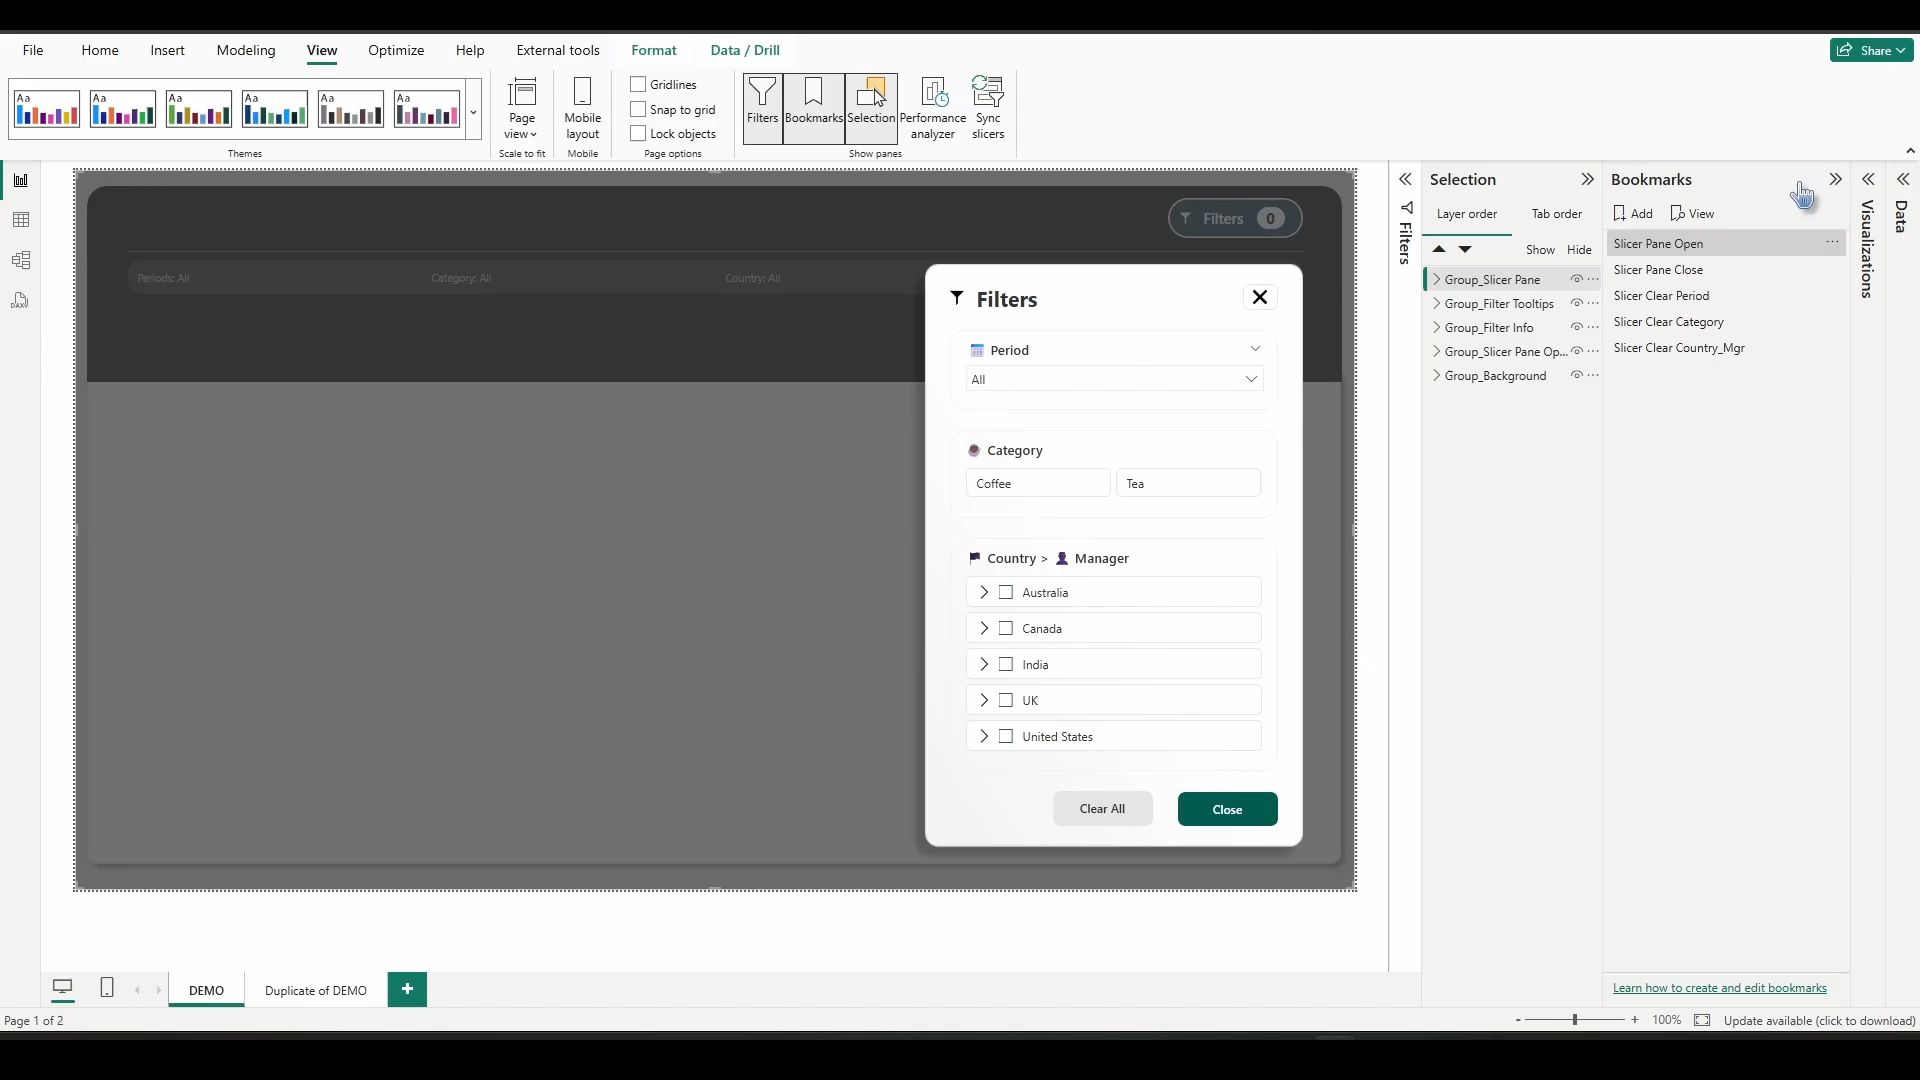 File Home Insert Modeling View Optimize Help External tools Format Data / Drill Share
Aa Aa Aa Aa Aa Aa
Themes
Page view
Scale to fit
Mobile layout
Mobile
Gridlines
Snap to grid
Lock objects
Page options
Filters Bookmarks Selection Performance analyzer Sync slicers
Show panes
Filters 0
Periods: All Category: All Country: All
Filters
Period
All
Category
Coffee Tea
Country > Manager
Australia
Canada
India
UK
United States
Clear All Close
Filters
Selection
Layer order Tab order
Show Hide
Group_Slicer Pane
Group_Filter Tooltips
Group_Filter Info
Group_Slicer Pane Op...
Group_Background
Bookmarks
Add View
Slicer Pane Open
Slicer Pane Close
Slicer Clear Period
Slicer Clear Category
Slicer Clear Country_Mgr
Learn how to create and edit bookmarks
Visualizations
Data
DAX
DEMO Duplicate of DEMO +
Page 1 of 2
- + 100% Update available (click to download)